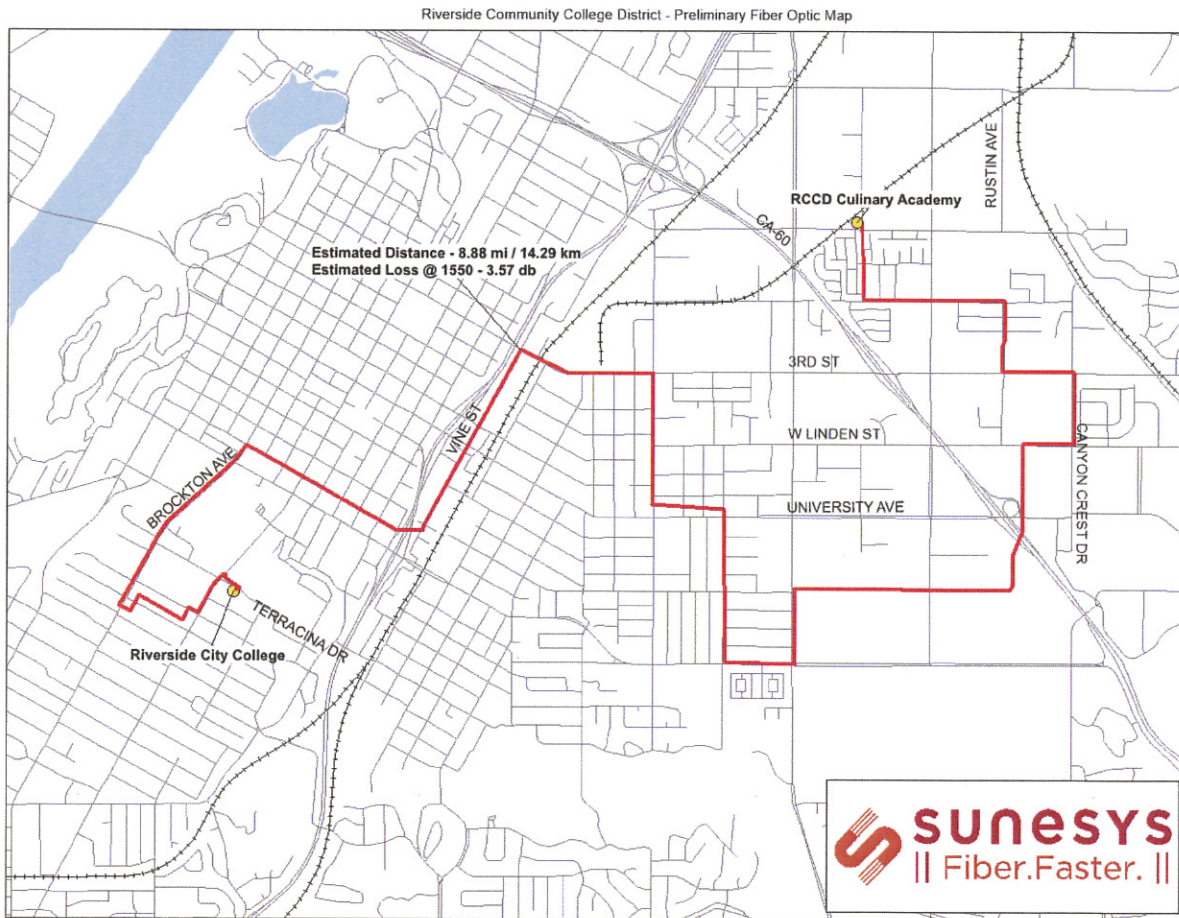 Riverside Community College District - Preliminary Fiber Optic Map
RUSTIN AVE
RCCD Culinary Academy
CA-60
Estimated Distance - 8.88 mi / 14.29 km
Estimated Loss @ 1550 - 3.57 db
3RD ST
VINE ST
W LINDEN ST
CANYON CREST DR
BROCKTON AVE
UNIVERSITY AVE
TERRACINA DR
Riverside City College
sunesys
|| Fiber.Faster. ||